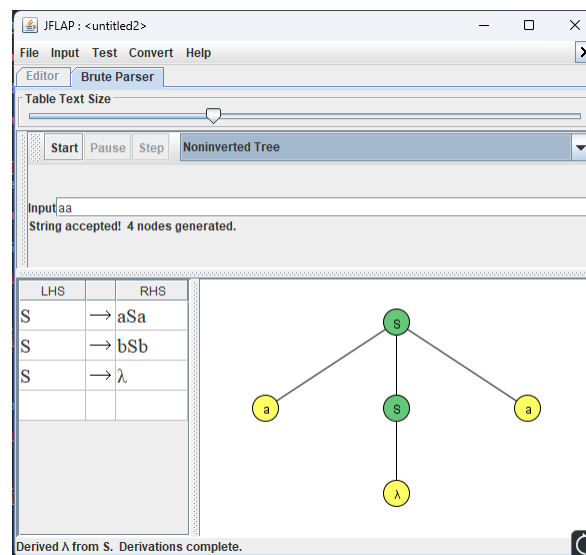 JFLAP : <untitled2>
File Input Test Convert Help
Editor Brute Parser
Table Text Size
Start Pause Step Noninverted Tree
Input aa
String accepted! 4 nodes generated.
LHS RHS
S → aSa
S → bSb
S → λ
S
a S a
λ
Derived λ from S. Derivations complete.